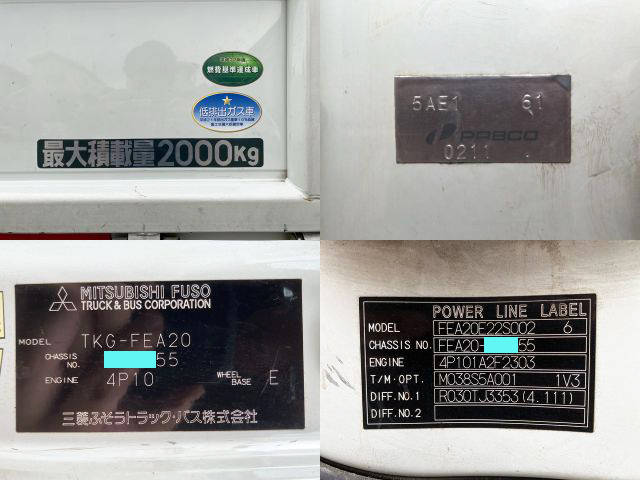 燃費基準達成車
低排出ガス車
最大積載量2000kg
5AE1 61
PABCO
0211
MITSUBISHI FUSO
TRUCK & BUS CORPORATION
MODEL TKG-FEA20
CHASSIS NO. 55
ENGINE 4P10 WHEEL BASE E
三菱ふそうトラック・バス株式会社
POWER LINE LABEL
MODEL FEA20E22S002 6
CHASSIS NO. FEA20- 55
ENGINE 4P101A2F2303
T/M·OPT. M038S5A001 1V3
DIFF.NO.1 R030TJ3353(4.111)
DIFF.NO.2